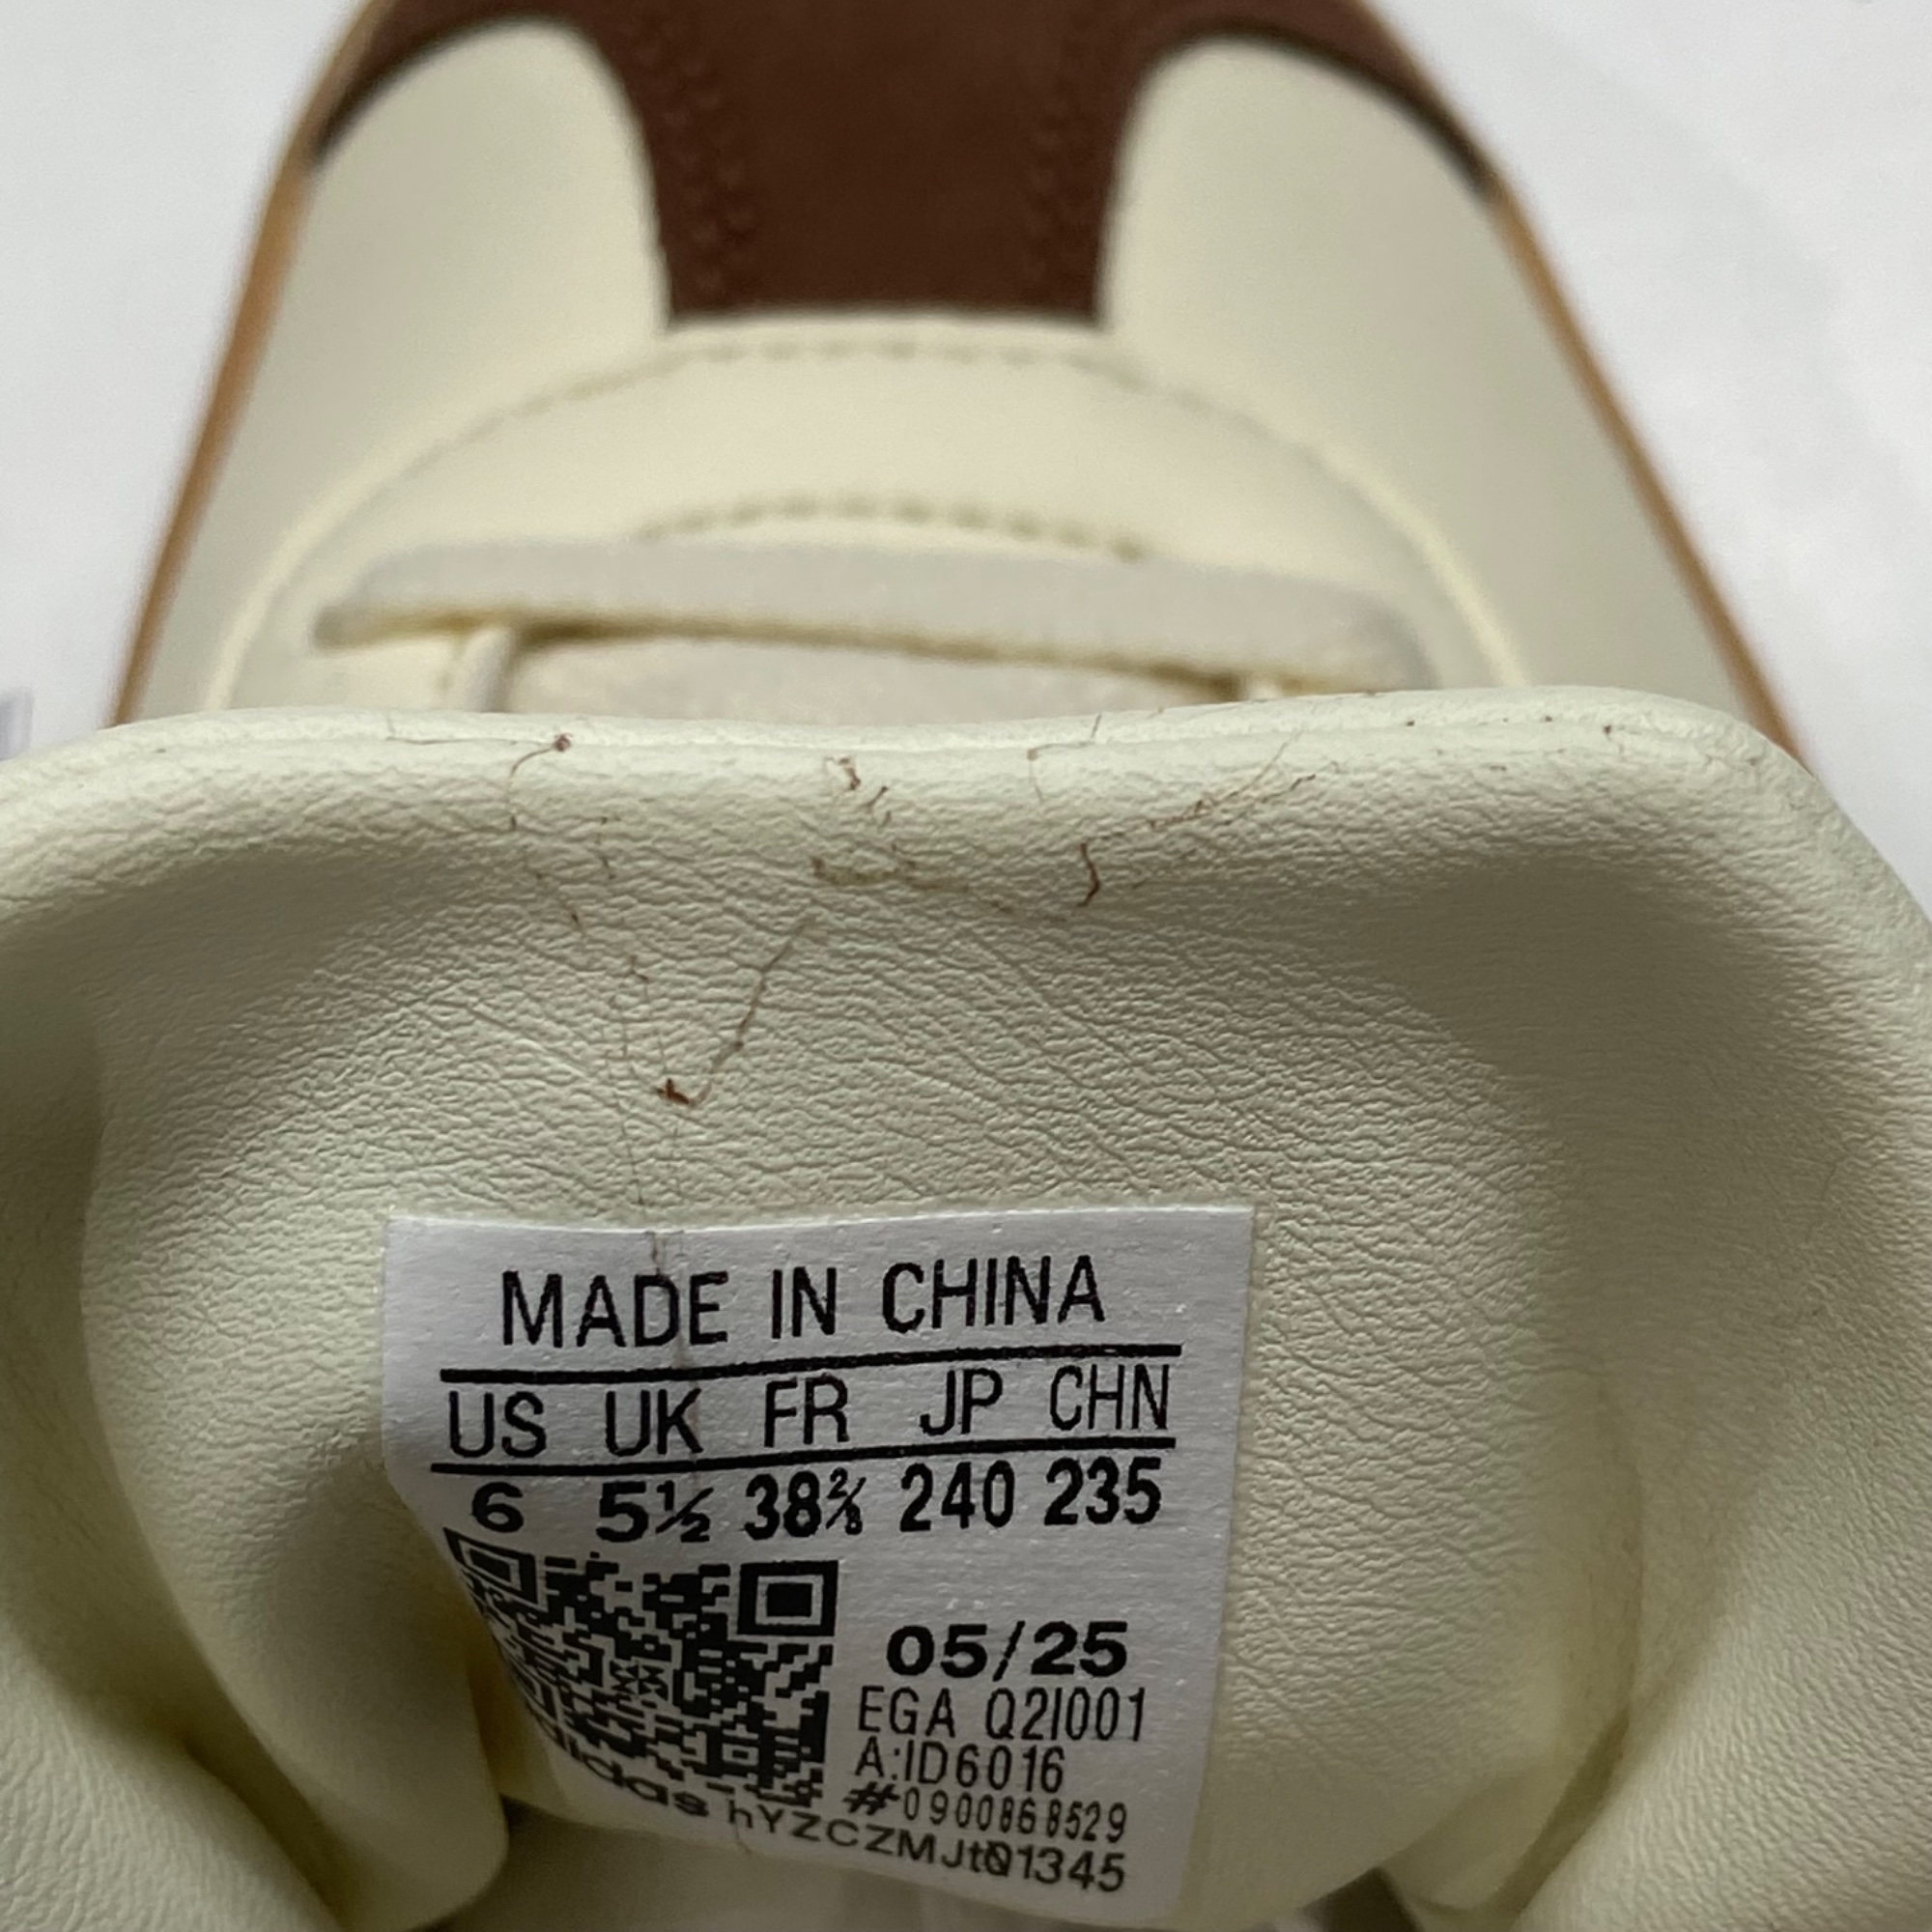 MADE IN CHINA
US UK FR JP CHN
6 5½ 38⅔ 240 235
05/25
EGA Q2I001
A:ID6016
#0900868529
adidas hYZCZMJt01345